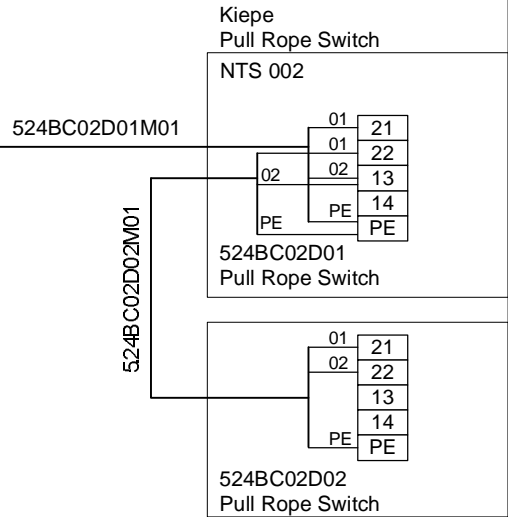 Kiepe
Pull Rope Switch
NTS 002
524BC02D01M01
01 21
01 22
02 02 13
14
PE PE PE
524BC02D01
Pull Rope Switch
524BC02D02M01
01 21
02 22
13
14
PE PE
524BC02D02
Pull Rope Switch